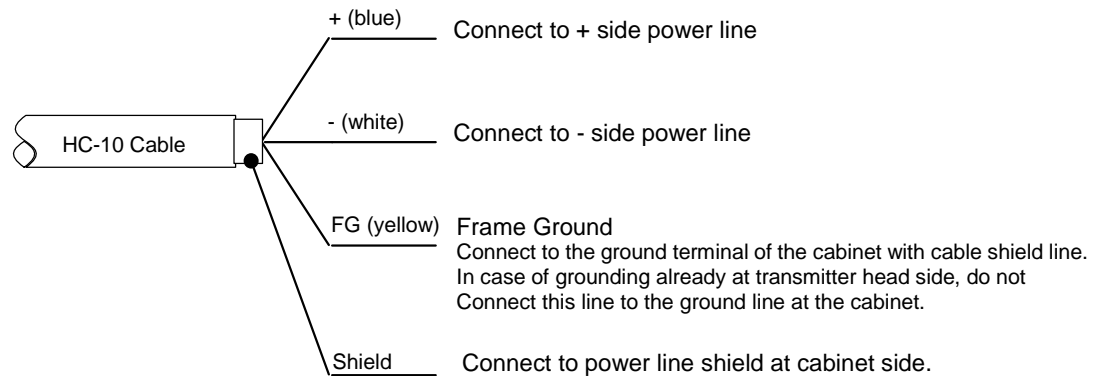 + (blue) Connect to + side power line
HC-10 Cable
- (white) Connect to - side power line
FG (yellow) Frame Ground
Connect to the ground terminal of the cabinet with cable shield line.
In case of grounding already at transmitter head side, do not
Connect this line to the ground line at the cabinet.
Shield Connect to power line shield at cabinet side.